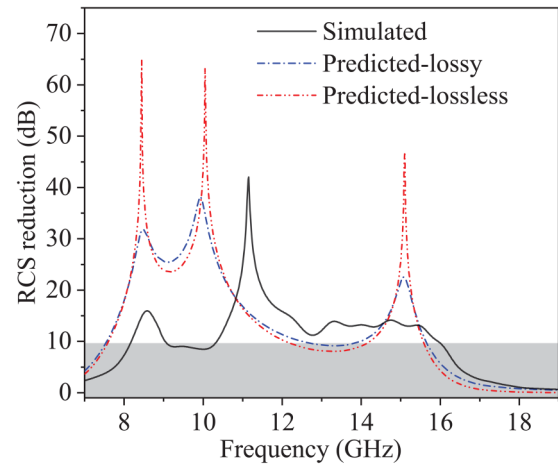 Simulated
Predicted-lossy
Predicted-lossless
RCS reduction (dB)
70
60
50
40
30
20
10
0
8 10 12 14 16 18
Frequency (GHz)